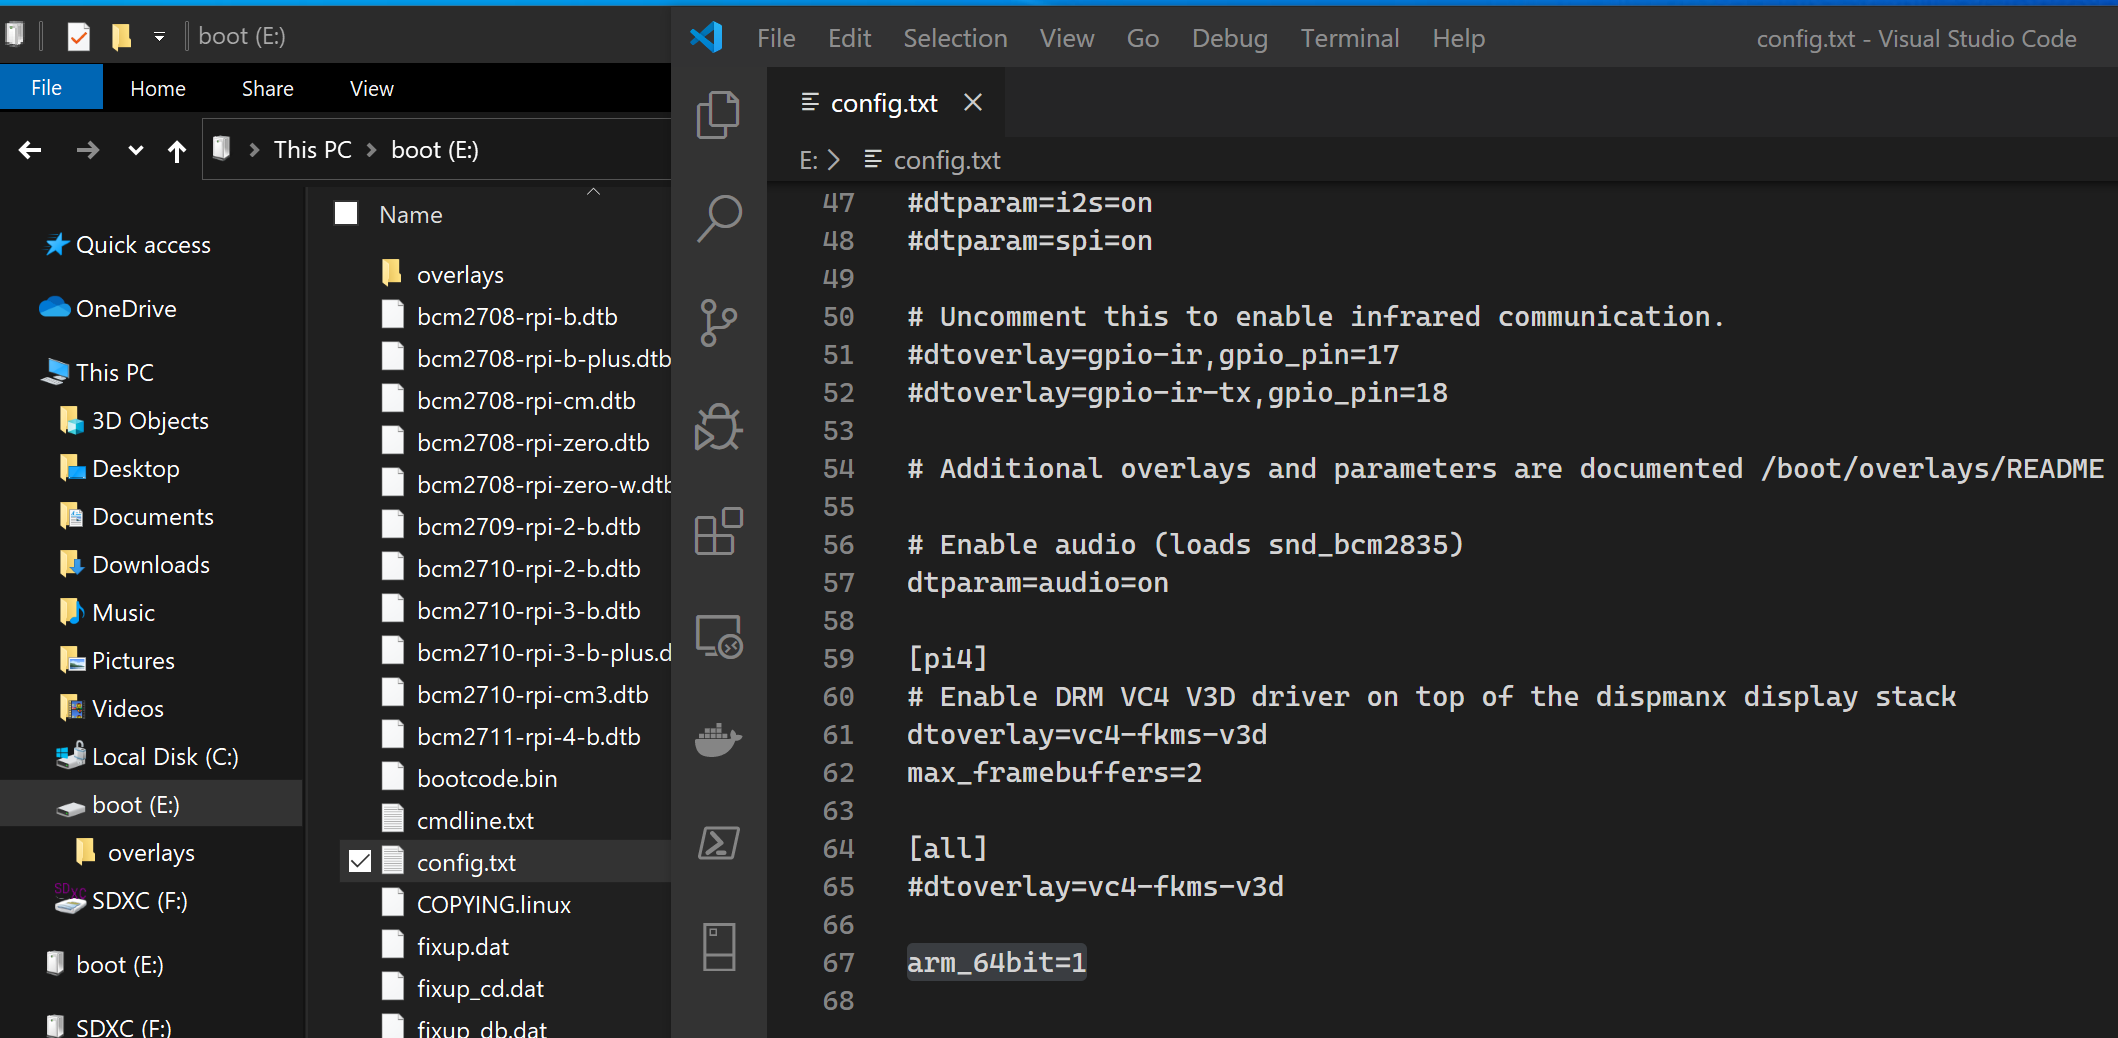 boot (E:)
File
Home
Share
View
This PC
boot (E:)
Quick access
OneDrive
This PC
3D Objects
Desktop
Documents
Downloads
Music
Pictures
Videos
Local Disk (C:)
boot (E:)
overlays
SDXC (F:)
boot (E:)
SDXC (F:)
Name
overlays
bcm2708-rpi-b.dtb
bcm2708-rpi-b-plus.dtb
bcm2708-rpi-cm.dtb
bcm2708-rpi-zero.dtb
bcm2708-rpi-zero-w.dtb
bcm2709-rpi-2-b.dtb
bcm2710-rpi-2-b.dtb
bcm2710-rpi-3-b.dtb
bcm2710-rpi-3-b-plus.d
bcm2710-rpi-cm3.dtb
bcm2711-rpi-4-b.dtb
bootcode.bin
cmdline.txt
config.txt
COPYING.linux
fixup.dat
fixup_cd.dat
fixup_db.dat
File Edit Selection View Go Debug Terminal Help
config.txt - Visual Studio Code
config.txt
E: config.txt
47 #dtparam=i2s=on
48 #dtparam=spi=on
49
50 # Uncomment this to enable infrared communication.
51 #dtoverlay=gpio-ir,gpio_pin=17
52 #dtoverlay=gpio-ir-tx,gpio_pin=18
53
54 # Additional overlays and parameters are documented /boot/overlays/README
55
56 # Enable audio (loads snd_bcm2835)
57 dtparam=audio=on
58
59 [pi4]
60 # Enable DRM VC4 V3D driver on top of the dispmanx display stack
61 dtoverlay=vc4-fkms-v3d
62 max_framebuffers=2
63
64 [all]
65 #dtoverlay=vc4-fkms-v3d
66
67 arm_64bit=1
68